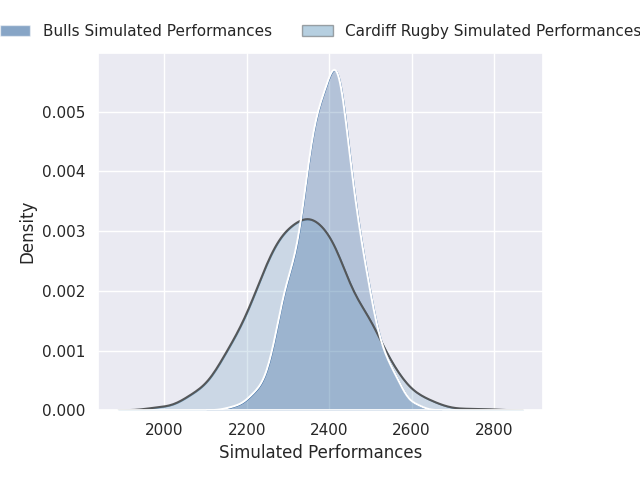 Bulls Simulated Performances Cardiff Rugby Simulated Performances
0.005
0.004
0.003
0.002
0.001
0.000
Density
2000 2200 2400 2600 2800
Simulated Performances